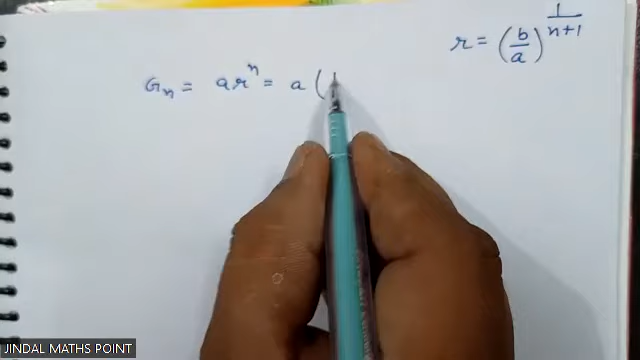 r = (b/a)^(1/(n+1))
Gn = ar^n = a (
JINDAL MATHS POINT